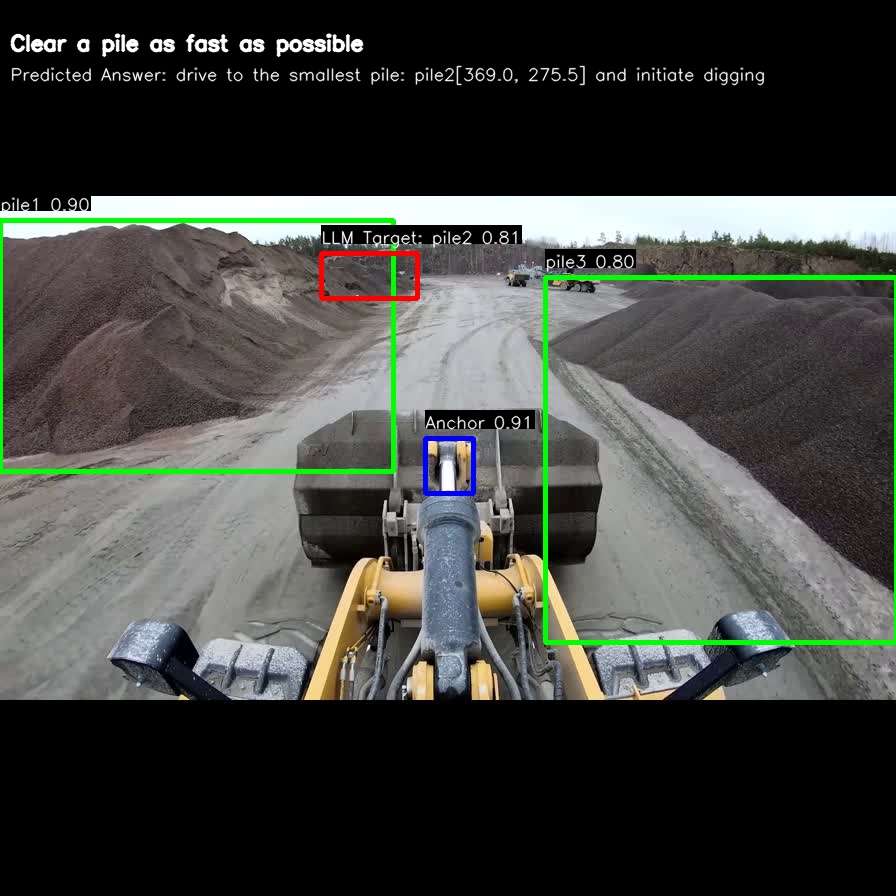 Clear a pile as fast as possible
Predicted Answer: drive to the smallest pile: pile2[369.0, 275.5] and initiate digging
pile1 0.90
LLM Target: pile2 0.81
pile3 0.80
Anchor 0.91